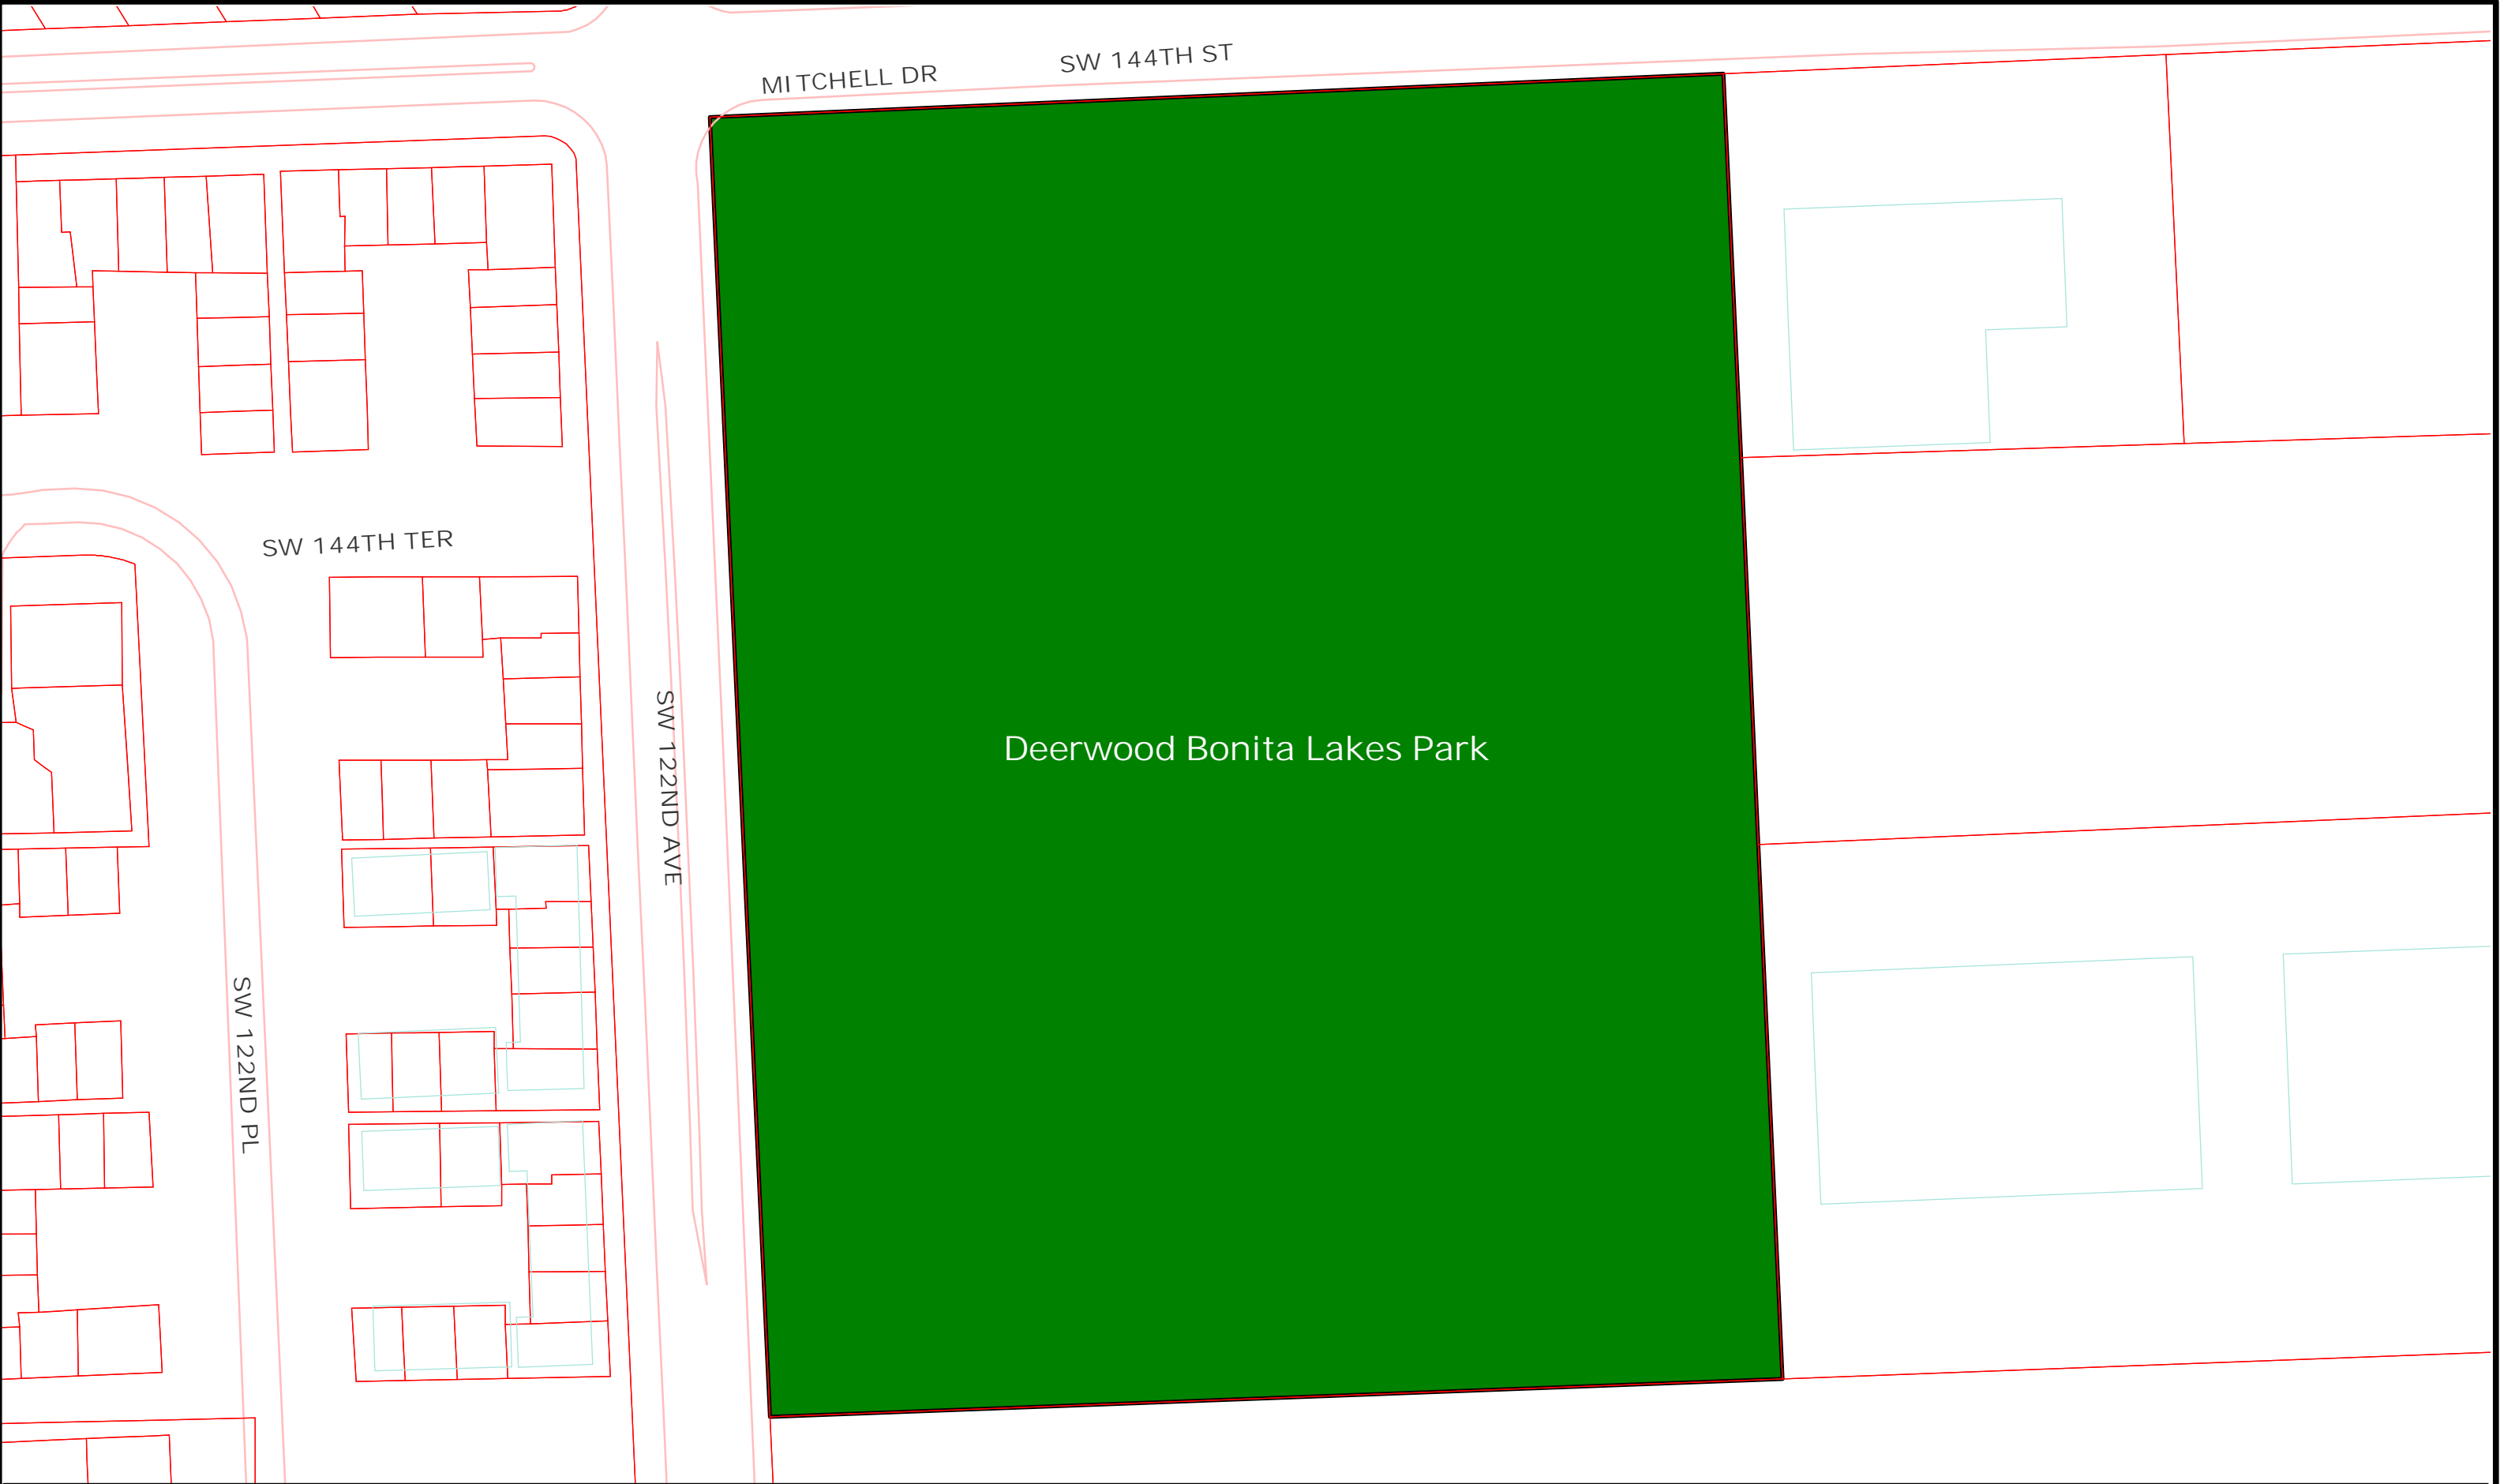 MITCHELL DR
SW 144TH ST
SW 144TH TER
SW 122ND AVE
Deerwood Bonita Lakes Park
SW 122ND PL